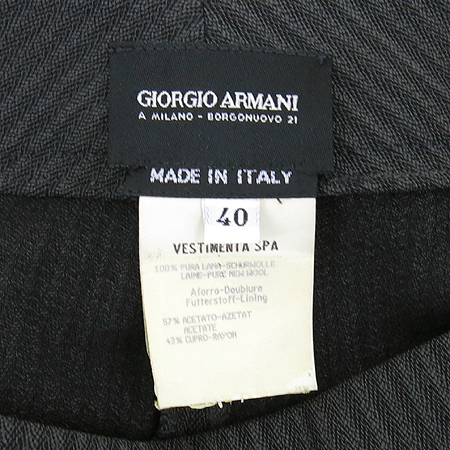 GIORGIO ARMANI
A MILANO - BORGONUOVO 21
MADE IN ITALY
40
VESTIMENTA SPA
100% PURA LANA-SCHURWOLLE
LAINE-PURE NEW WOOL
Aforro-Doublure
Futterstoff-Lining
57% ACETATO-AZETAT
ACETATE
43% CUPRO-RAYON